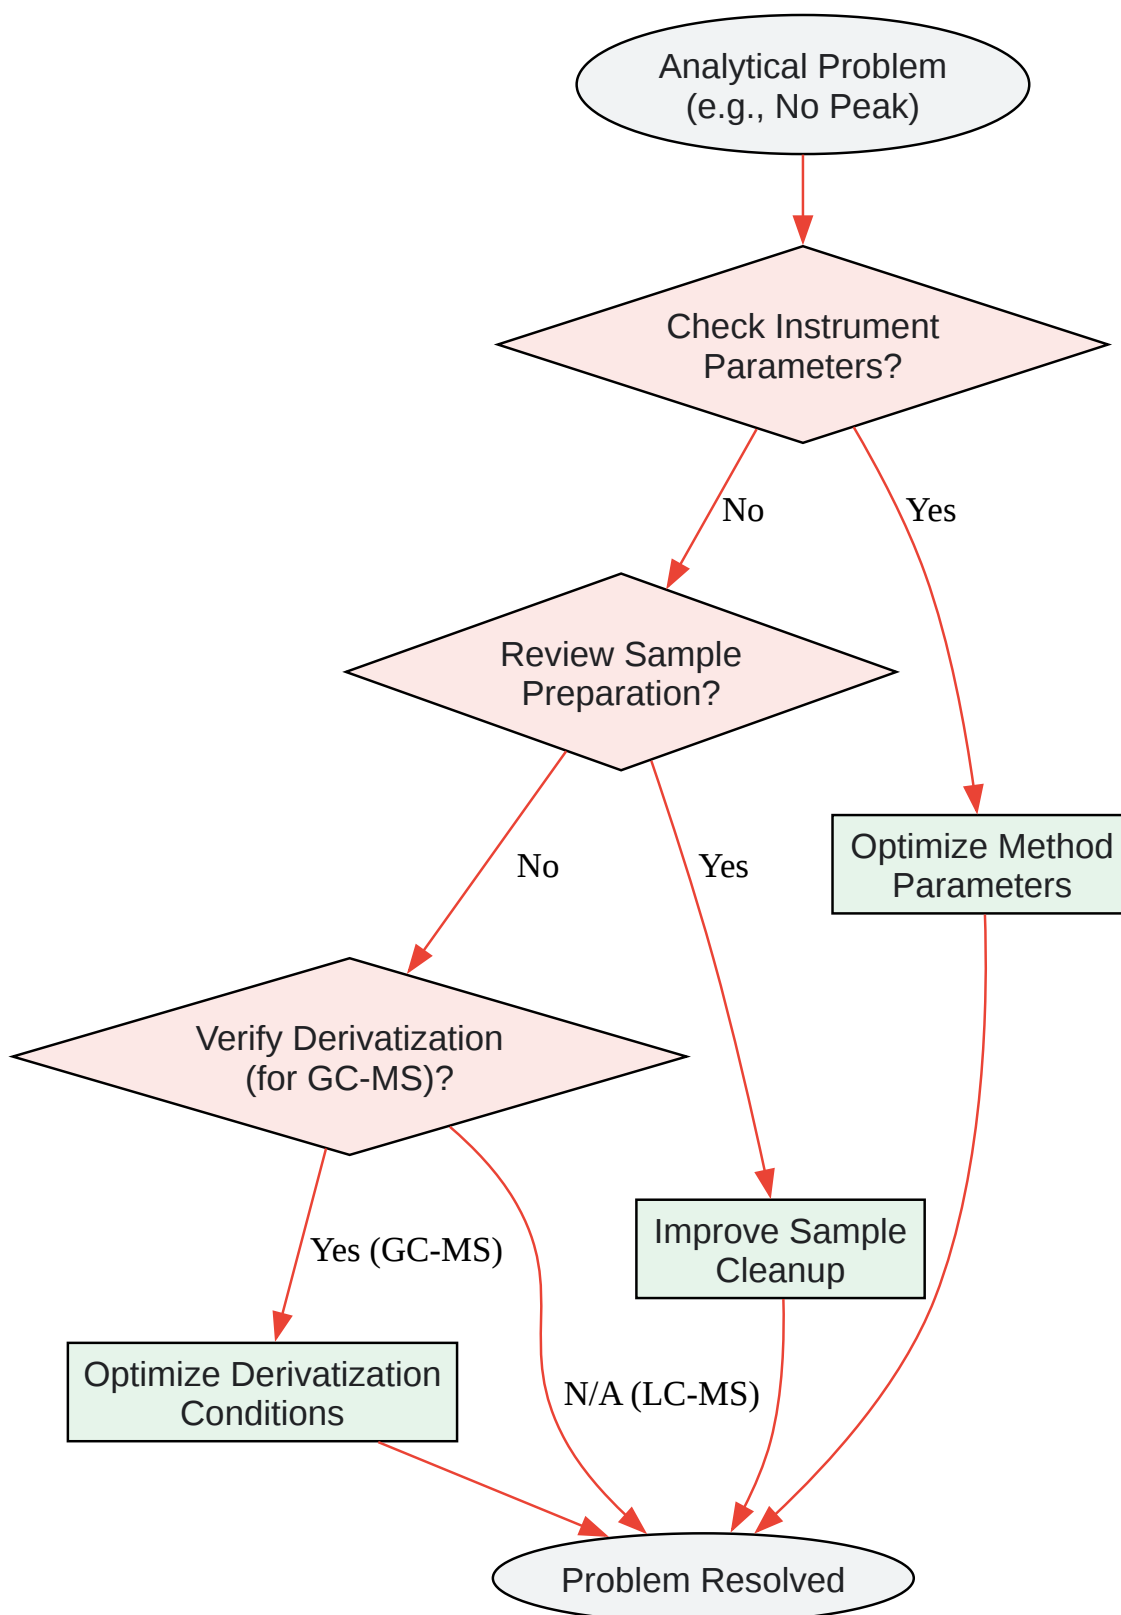 Analytical Problem
(e.g., No Peak)
Check Instrument
Parameters?
No
Yes
Review Sample
Preparation?
Optimize Method
Parameters
No
Yes
Verify Derivatization
(for GC-MS)?
Improve Sample
Cleanup
Yes (GC-MS)
Optimize Derivatization
Conditions
N/A (LC-MS)
Problem Resolved